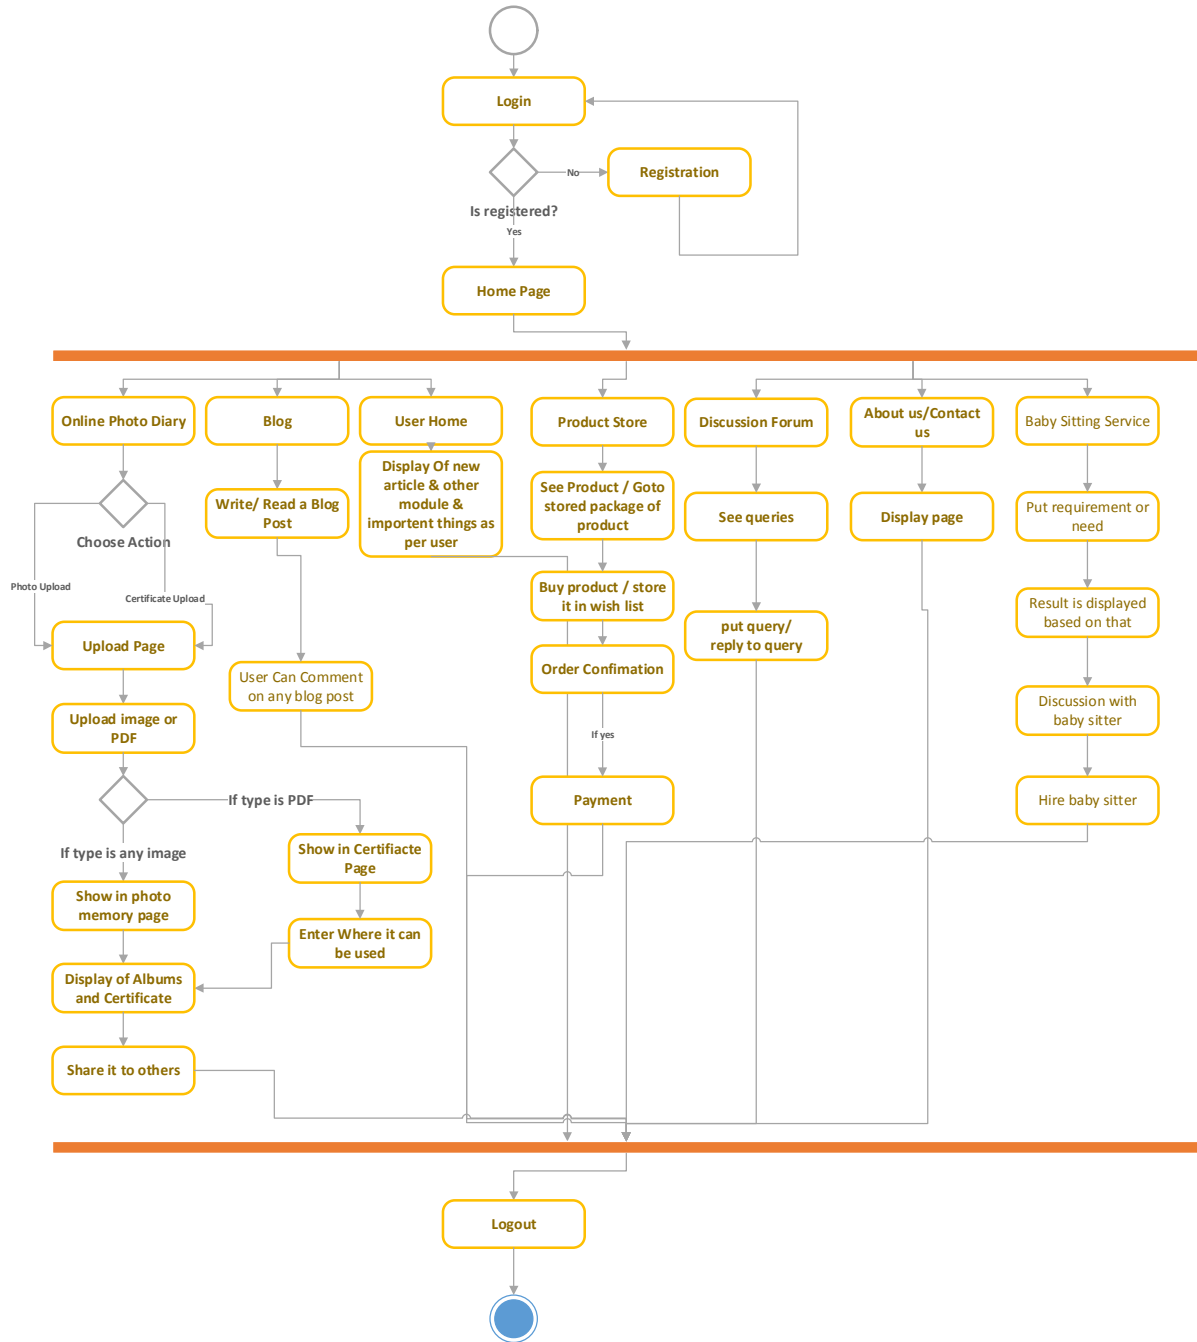 Login
No
Registration
Is registered?
Yes
Home Page
Online Photo Diary
Blog
User Home
Product Store
Discussion Forum
About us/Contact
us
Baby Sitting Service
Display Of new
article & other
module &
importent things as
per user
See Product / Goto
stored package of
product
Write/ Read a Blog
Post
See queries
Display page
Put requirement or
need
Choose Action
Photo Upload
Certificate Upload
Buy product / store
it in wish list
Result is displayed
based on that
put query/
reply to query
Upload Page
Order Confimation
User Can Comment
on any blog post
Discussion with
baby sitter
Upload image or
PDF
If yes
If type is PDF
Payment
Hire baby sitter
If type is any image
Show in Certifiacte
Page
Show in photo
memory page
Enter Where it can
be used
Display of Albums
and Certificate
Share it to others
Logout